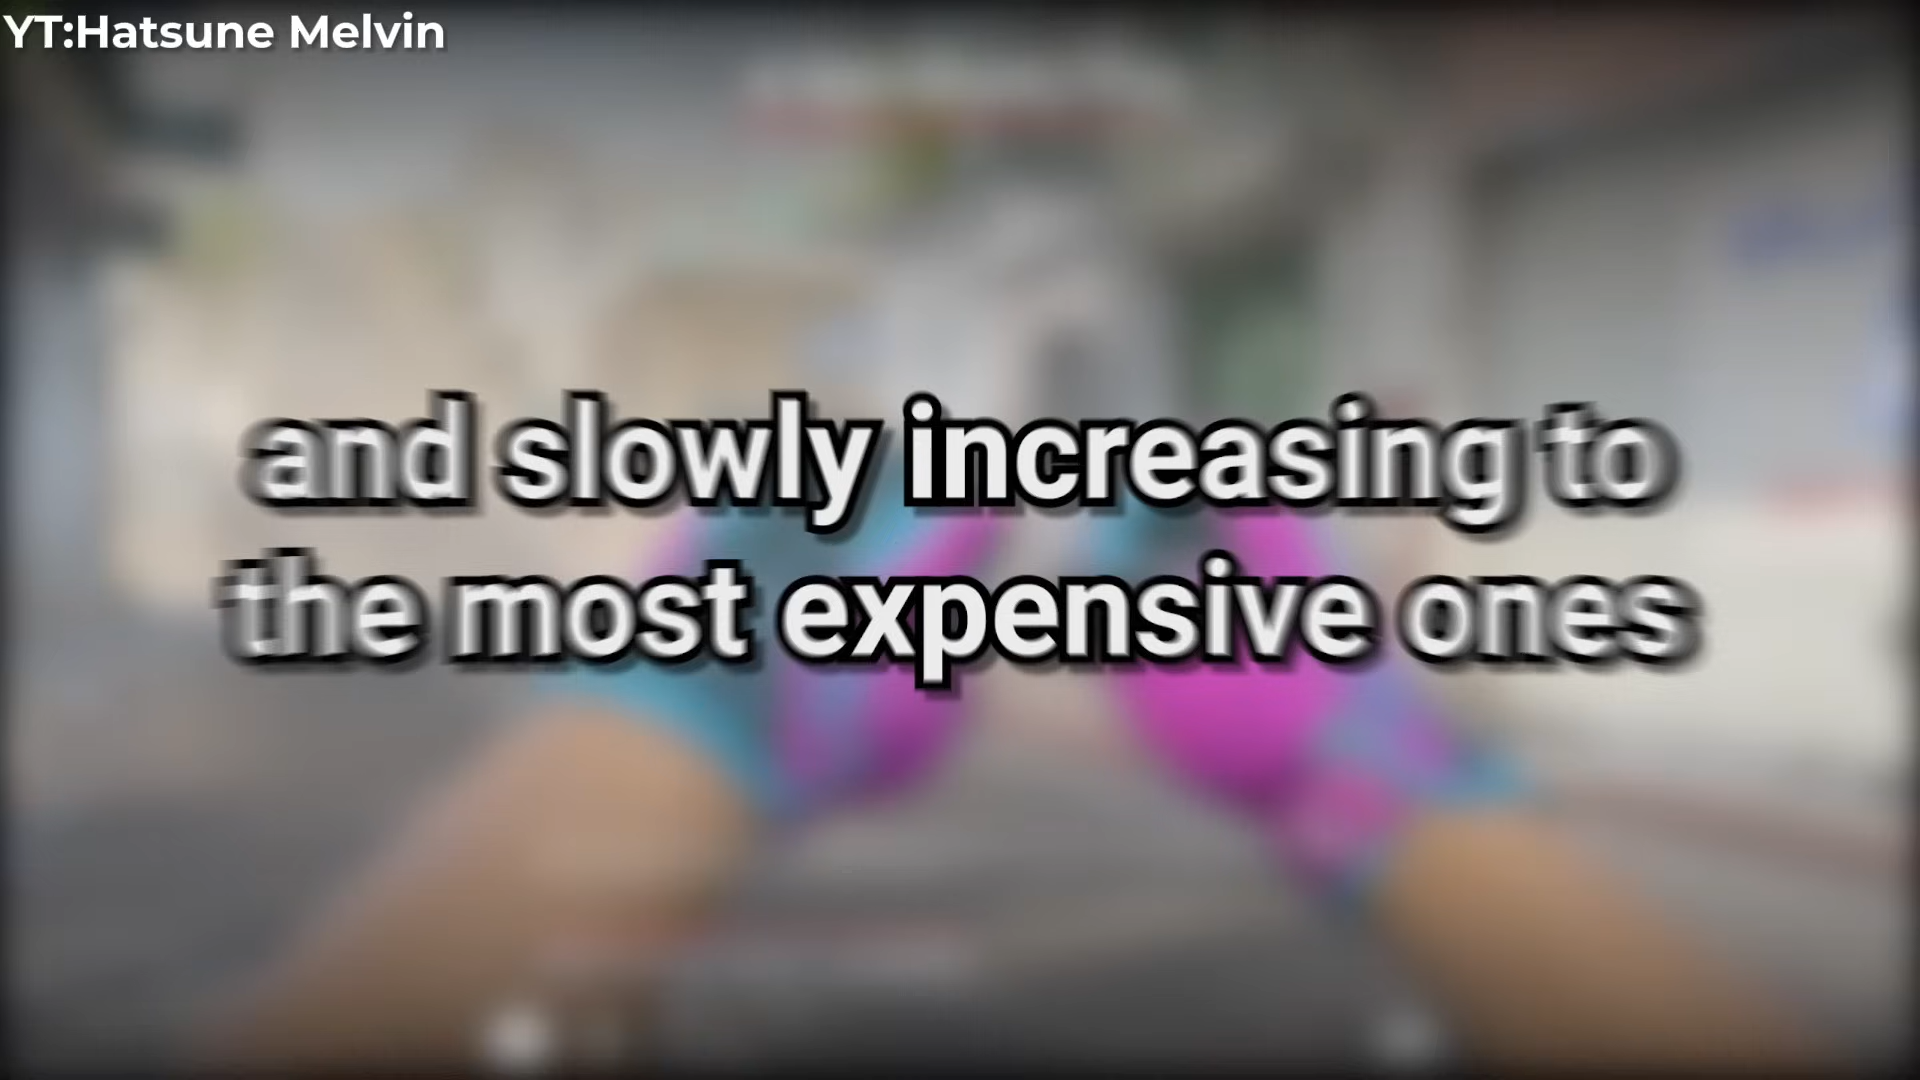 YT:Hatsune Melvin
and slowly increasing to
the most expensive ones